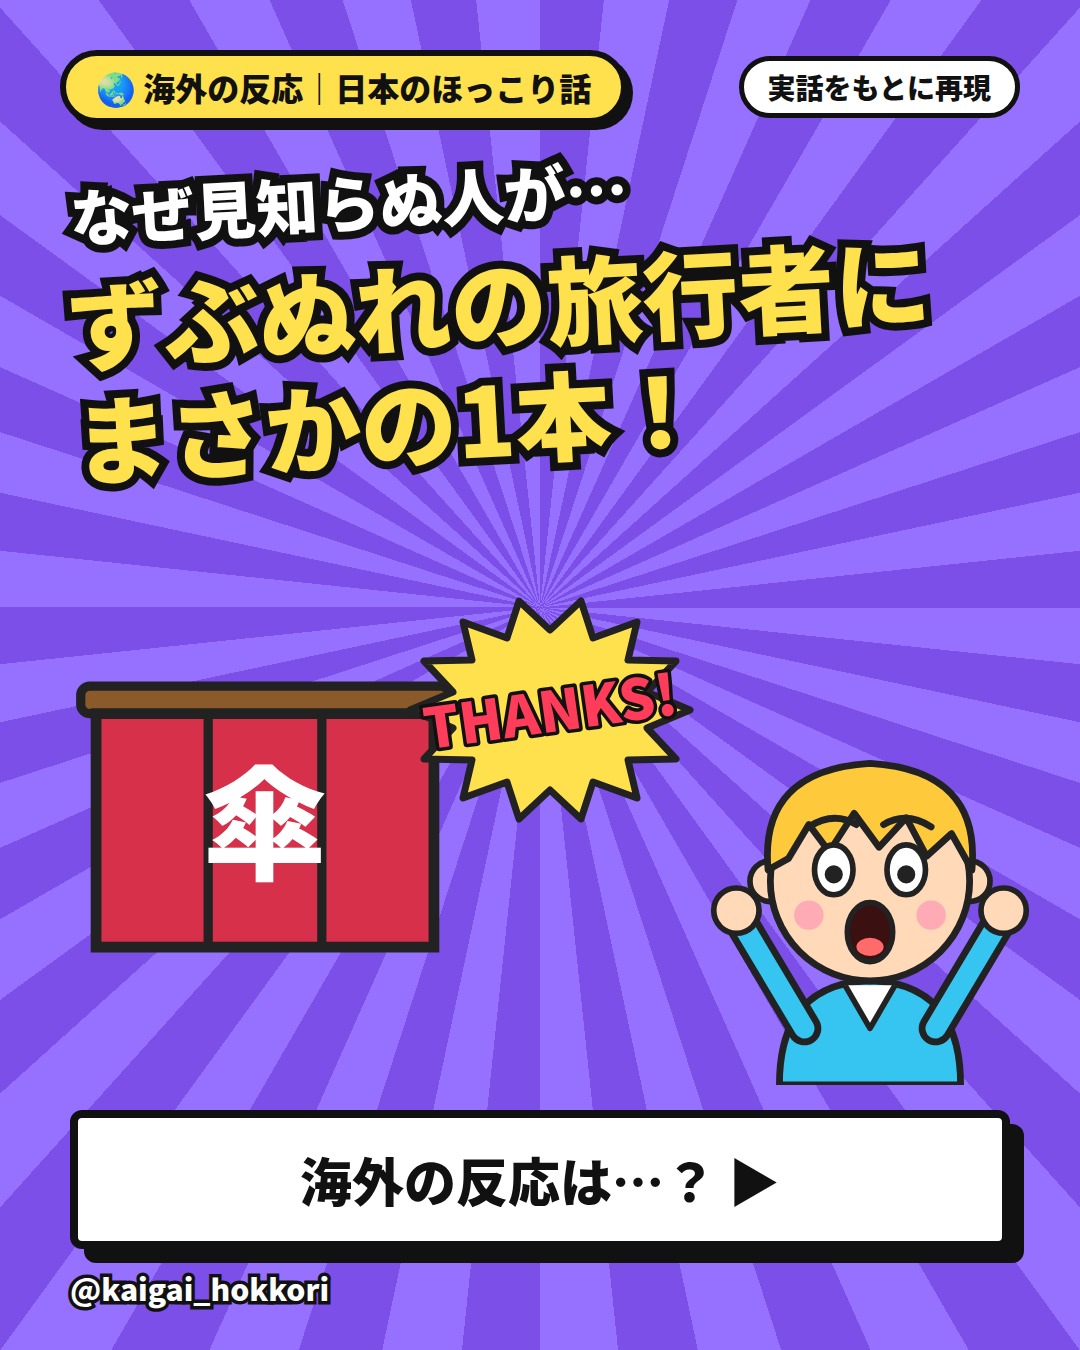 🌏 海外の反応｜日本のほっこり話
実話をもとに再現
なぜ見知らぬ人が…
ずぶぬれの旅行者に
まさかの1本！
THANKS!
傘
海外の反応は…？ ▶
@kaigai_hokkori